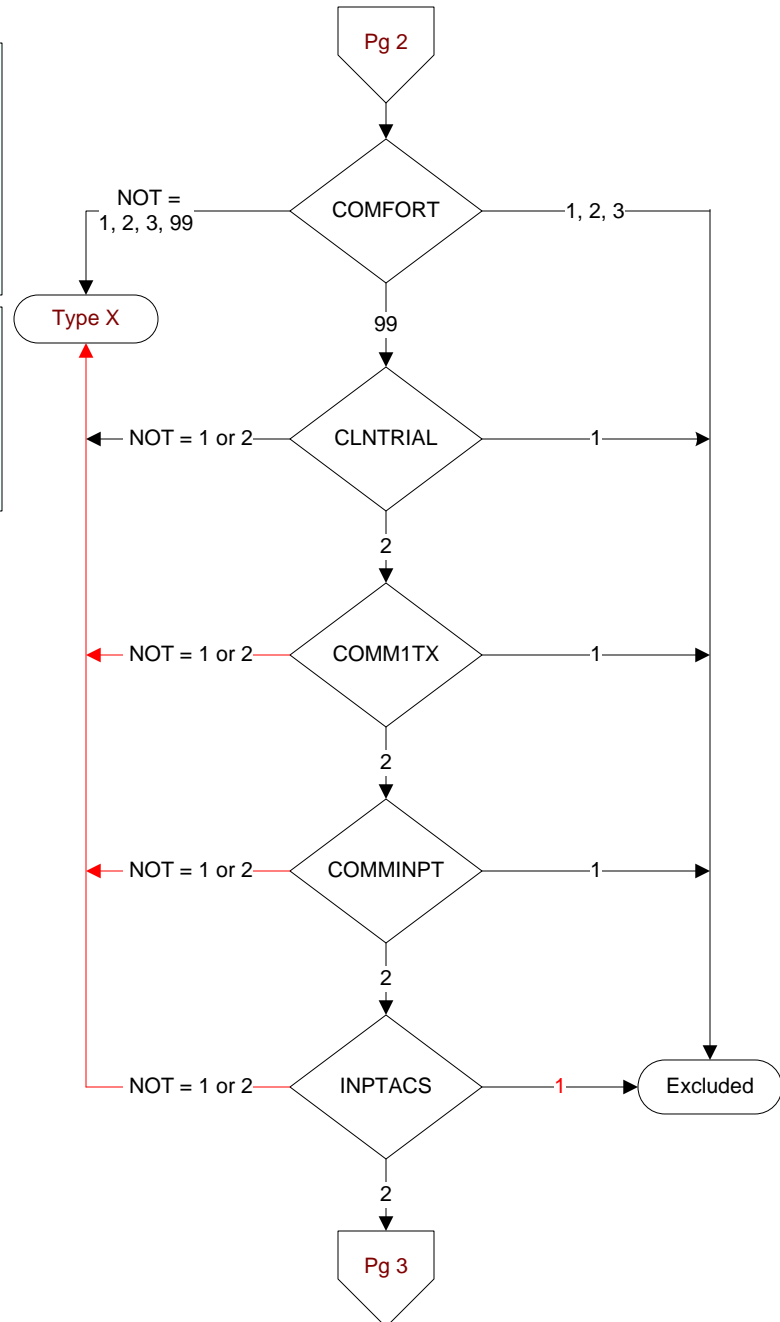 Pg 2
NOT =
1, 2, 3, 99
COMFORT
1, 2, 3
Type X
99
NOT = 1 or 2
CLNTRIAL
1
2
NOT = 1 or 2
COMM1TX
1
2
NOT = 1 or 2
COMMINPT
1
2
NOT = 1 or 2
INPTACS
1
Excluded
2
Pg 3